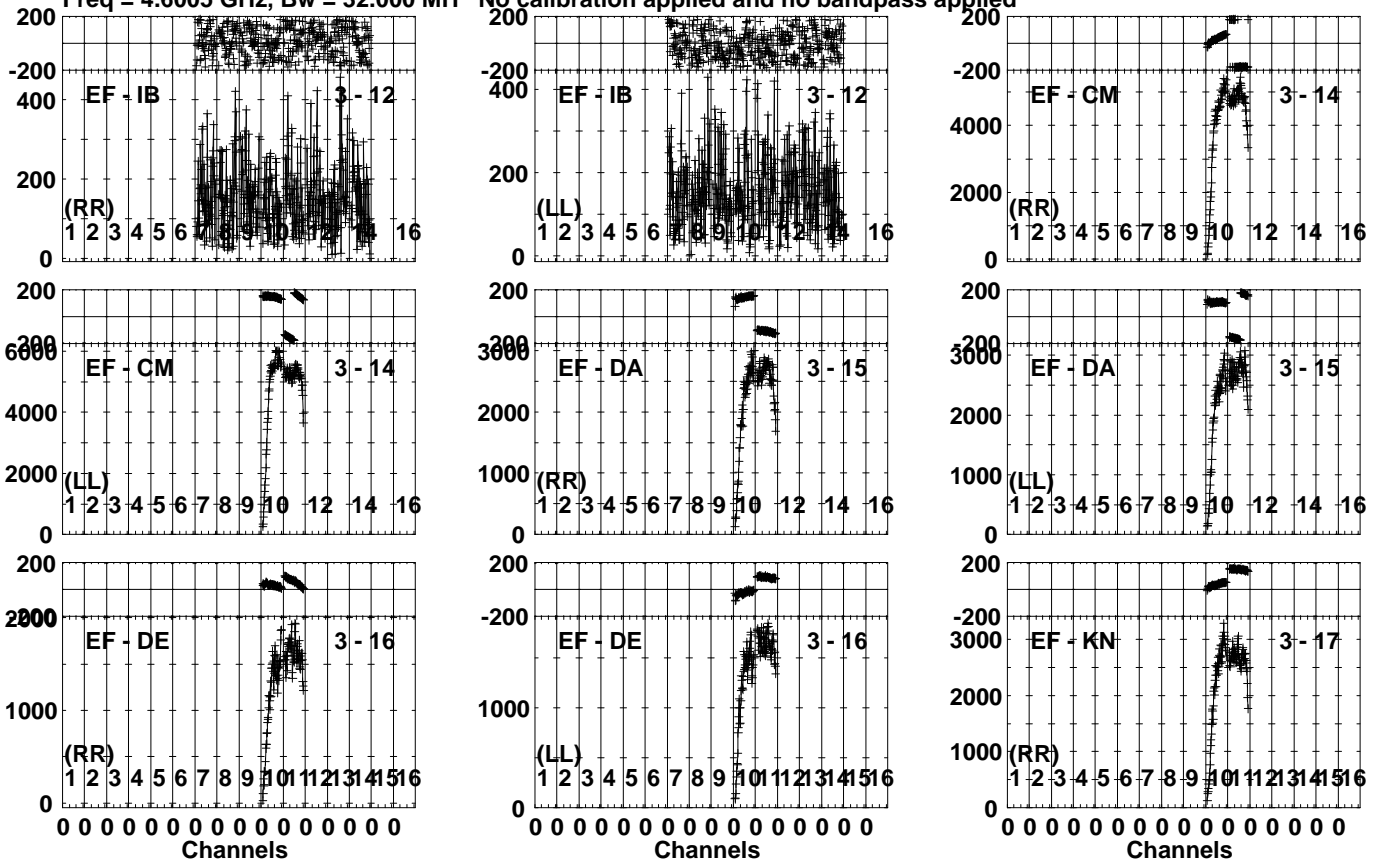 Freq = 4.6005 GHz, Bw = 32.000 MH No calibration applied and no bandpass applied
200 200 200
-200 -200 -200
EF - IB 3 - 12 EF - IB 3 - 12 EF - CM 3 - 14
400 400 4000
200 200 2000
(RR) (LL) (RR)
1 2 3 4 5 6 7 8 9 10 12 14 16 1 2 3 4 5 6 7 8 9 10 12 14 16 1 2 3 4 5 6 7 8 9 10 12 14 16
0 0 0
200 200 200
-200 -200
6000 3000 3000
EF - CM 3 - 14 EF - DA 3 - 15 EF - DA 3 - 15
4000 2000 2000
2000 1000 1000
(LL) (RR) (LL)
1 2 3 4 5 6 7 8 9 10 12 14 16 1 2 3 4 5 6 7 8 9 10 12 14 16 1 2 3 4 5 6 7 8 9 10 12 14 16
0 0 0
200 200 200
2000 -200 -200
EF - DE 3 - 16 EF - DE 3 - 16 EF - KN 3 - 17
3000
2000
1000 1000 1000
(RR) (LL) (RR)
1 2 3 4 5 6 7 8 9 10 11 12 13 14 15 16 1 2 3 4 5 6 7 8 9 10 11 12 13 14 15 16 1 2 3 4 5 6 7 8 9 10 11 12 13 14 15 16
0 0 0
0 0 0 0 0 0 0 0 0 0 0 0 0 0 0 0 0 0 0 0 0 0 0 0 0 0 0 0 0 0 0 0 0 0 0 0 0 0 0 0 0 0 0 0 0 0 0 0
Channels Channels Channels